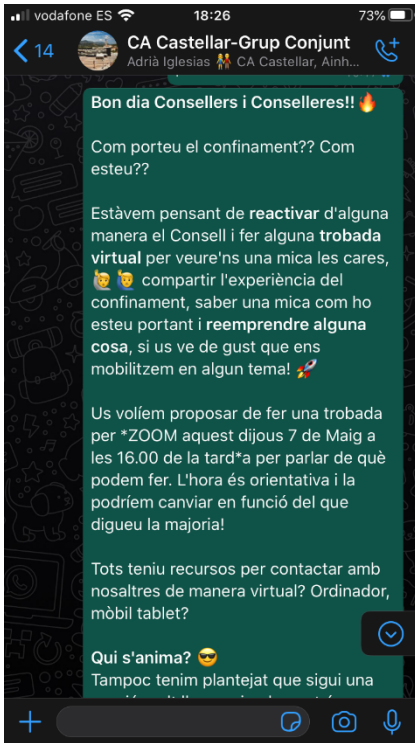 vodafone ES
18:26
73%
14
CA Castellar-Grup Conjunt
Adrià Iglesias 👫 CA Castellar, Ainh...
Bon dia Consellers i Conselleres!! 🔥
Com porteu el confinament?? Com
esteu??
Estàvem pensant de reactivar d'alguna
manera el Consell i fer alguna trobada
virtual per veure'ns una mica les cares,
🙋 🙋‍♂️ compartir l'experiència del
confinament, saber una mica com ho
esteu portant i reemprendre alguna
cosa, si us ve de gust que ens
mobilitzem en algun tema! 🚀
Us volíem proposar de fer una trobada
per *ZOOM aquest dijous 7 de Maig a
les 16.00 de la tard*a per parlar de què
podem fer. L'hora és orientativa i la
podríem canviar en funció del que
digueu la majoria!
Tots teniu recursos per contactar amb
nosaltres de manera virtual? Ordinador,
mòbil tablet?
Qui s'anima? 😎
Tampoc tenim plantejat que sigui una